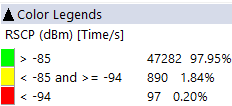 Color Legends
RSCP (dBm) [Time/s]
> -85 47282 97.95%
< -85 and >= -94 890 1.84%
< -94 97 0.20%